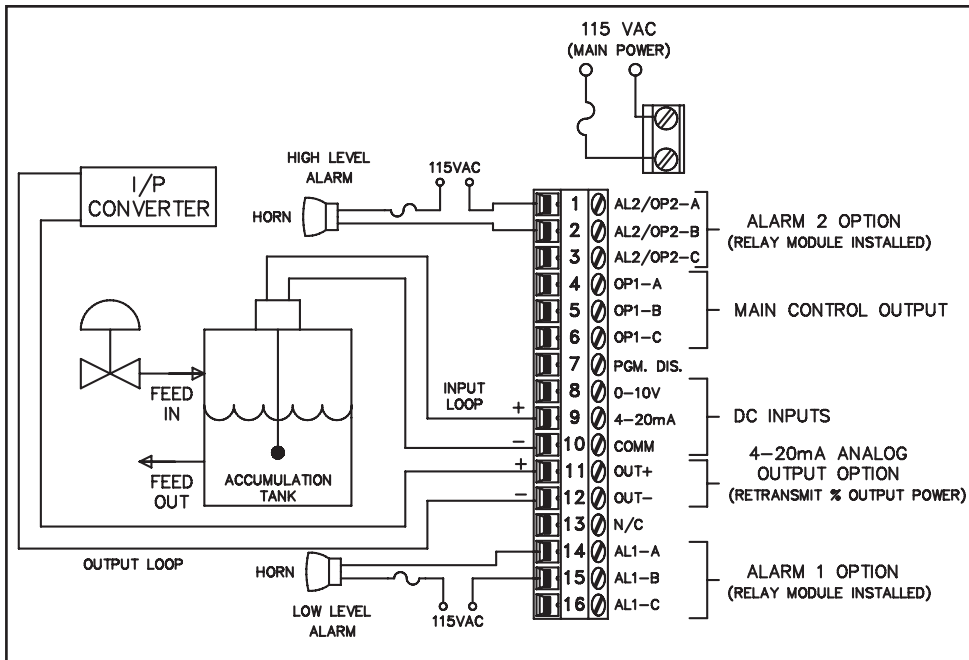 115 VAC
(MAIN POWER)
I/P
CONVERTER
HIGH LEVEL
ALARM
HORN
115VAC
1 AL2/OP2-A
2 AL2/OP2-B
3 AL2/OP2-C
ALARM 2 OPTION
(RELAY MODULE INSTALLED)
4 OP1-A
5 OP1-B
6 OP1-C
MAIN CONTROL OUTPUT
7 PGM. DIS.
8 0-10V
9 4-20mA
10 COMM
DC INPUTS
INPUT
LOOP
+
-
FEED
IN
FEED
OUT
ACCUMULATION
TANK
+
-
11 OUT+
12 OUT-
4-20mA ANALOG
OUTPUT OPTION
(RETRANSMIT % OUTPUT POWER)
13 N/C
OUTPUT LOOP
HORN
LOW LEVEL
ALARM
115VAC
14 AL1-A
15 AL1-B
16 AL1-C
ALARM 1 OPTION
(RELAY MODULE INSTALLED)